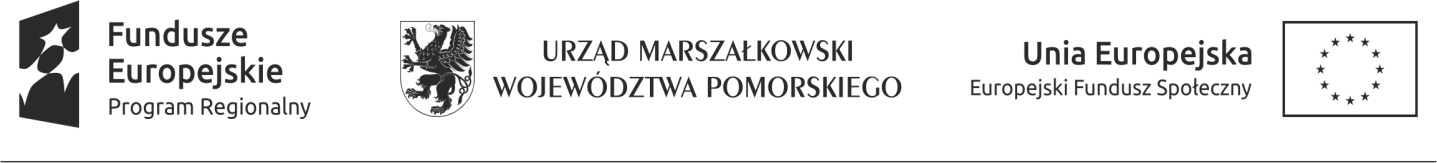 Fundusze
Europejskie
Program Regionalny
URZĄD MARSZAŁKOWSKI
WOJEWÓDZTWA POMORSKIEGO
Unia Europejska
Europejski Fundusz Społeczny